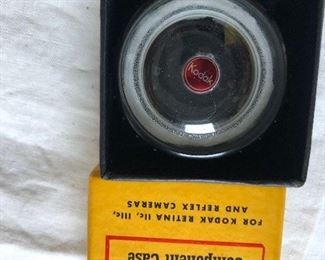 Kodak
Component Case
FOR KODAK RETINA IIc, IIIc,
AND REFLEX CAMERAS